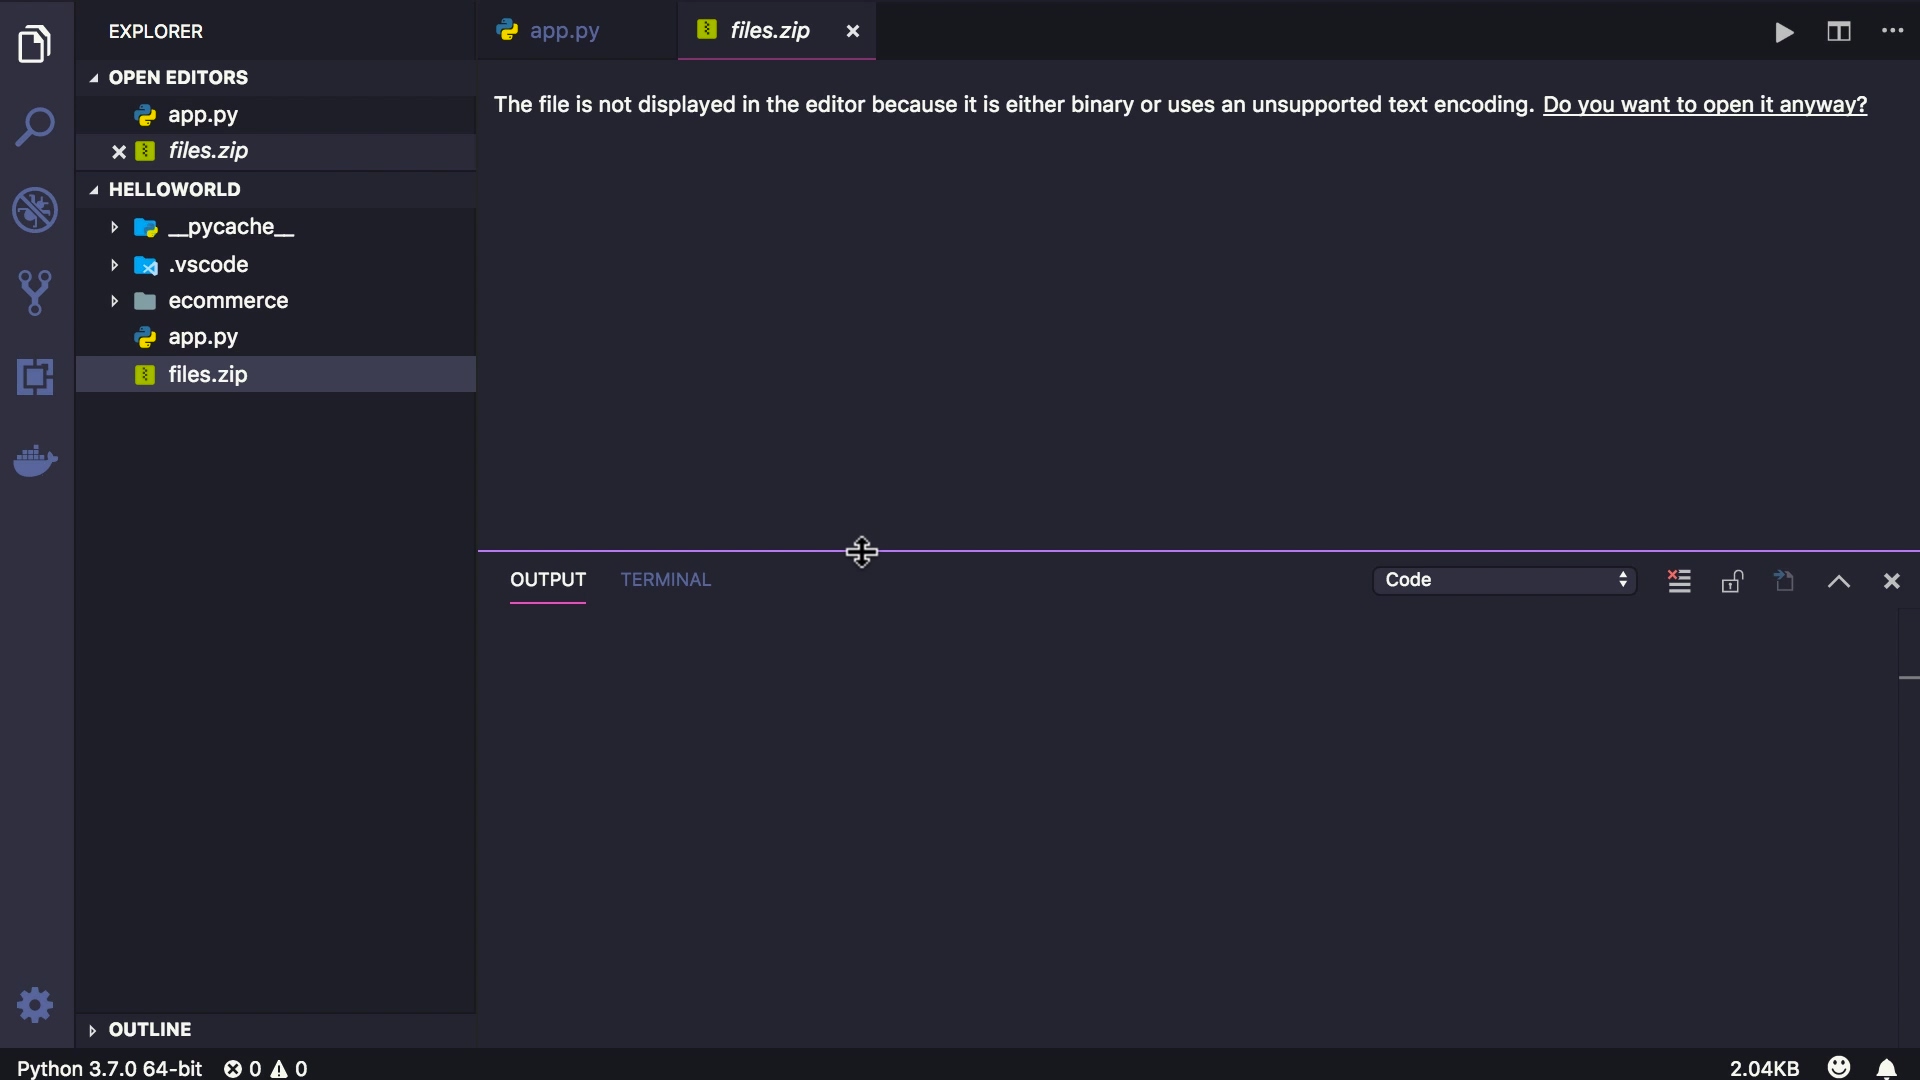 EXPLORER
OPEN EDITORS
app.py
files.zip
HELLOWORLD
__pycache__
.vscode
ecommerce
app.py
files.zip
OUTLINE
app.py
files.zip
The file is not displayed in the editor because it is either binary or uses an unsupported text encoding. Do you want to open it anyway?
OUTPUT TERMINAL
Code
Python 3.7.0 64-bit 0 0
2.04KB